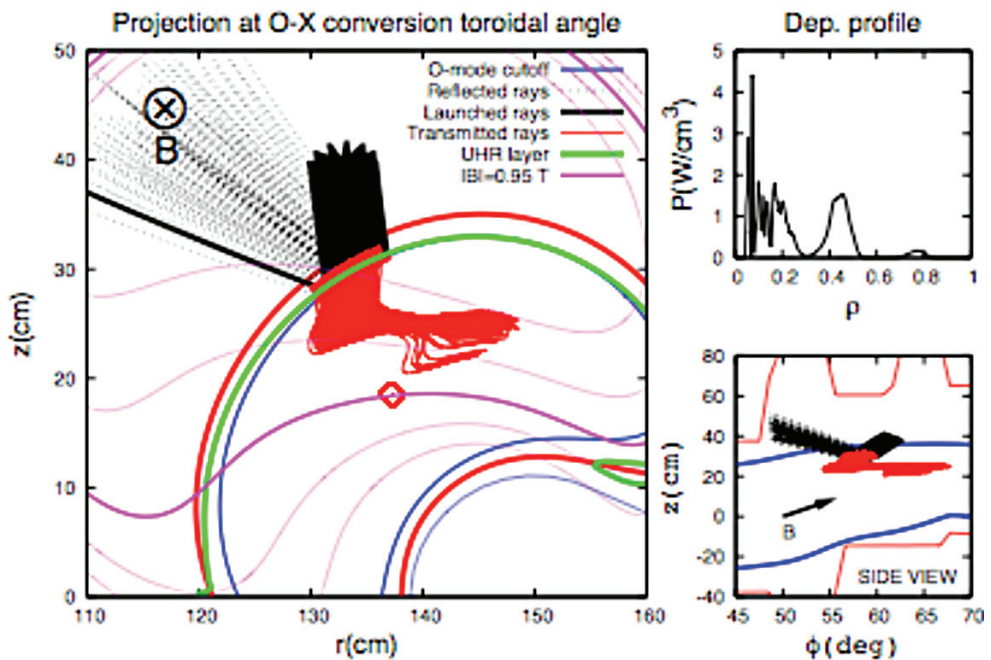 Projection at O-X conversion toroidal angle
50
40
30
20
10
0
z(cm)
110
120
130
140
150
160
r(cm)
B
O-mode cutoff
Reflected rays
Launched rays
Transmitted rays
UHR layer
|B|=0.95 T
Dep. profile
5
4
3
2
1
0
P(W/cm³)
0 0.2 0.4 0.6 0.8 1
ρ
80
60
40
20
0
-20
-40
z(cm)
B
SIDE VIEW
45 50 55 60 65 70
ϕ(deg)